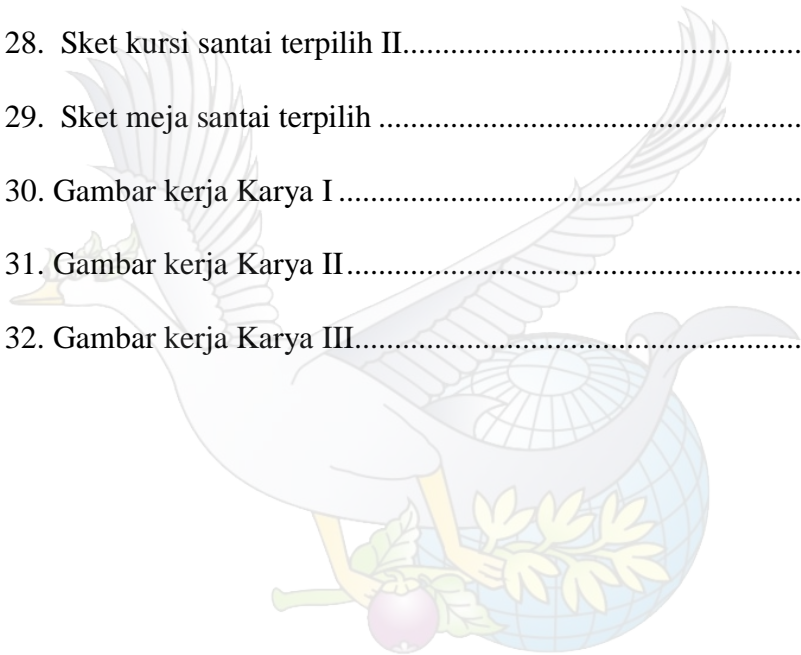 28. Sket kursi santai terpilih II..................................................
29. Sket meja santai terpilih .....................................................
30. Gambar kerja Karya I ..........................................................
31. Gambar kerja Karya II.........................................................
32. Gambar kerja Karya III........................................................